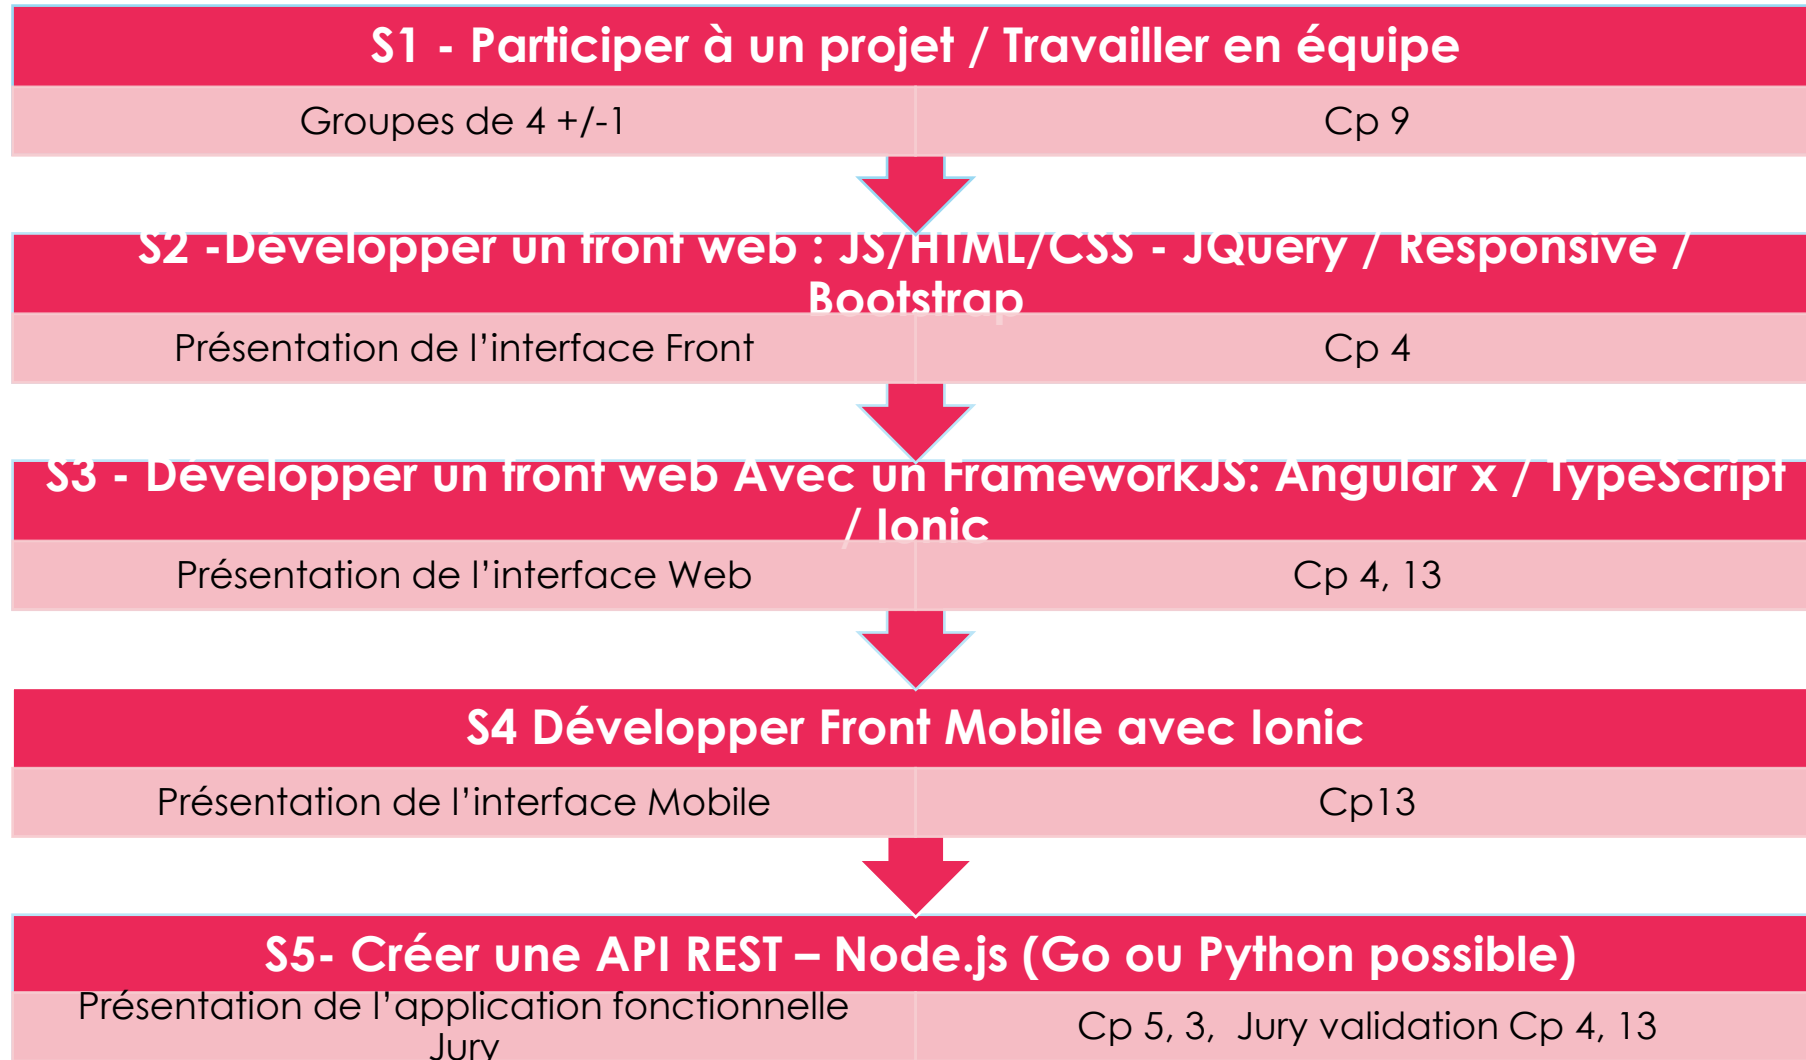 S1 - Participer à un projet / Travailler en équipe
Groupes de 4 +/-1
Cp 9
S2 -Développer un front web : JS/HTML/CSS - JQuery / Responsive /
Bootstrap
Présentation de l’interface Front
Cp 4
S3 - Développer un front web Avec un FrameworkJS: Angular x / TypeScript
/ Ionic
Présentation de l’interface Web
Cp 4, 13
S4 Développer Front Mobile avec Ionic
Présentation de l’interface Mobile
Cp13
S5- Créer une API REST – Node.js (Go ou Python possible)
Présentation de l’application fonctionnelle
Jury
Cp 5, 3, Jury validation Cp 4, 13